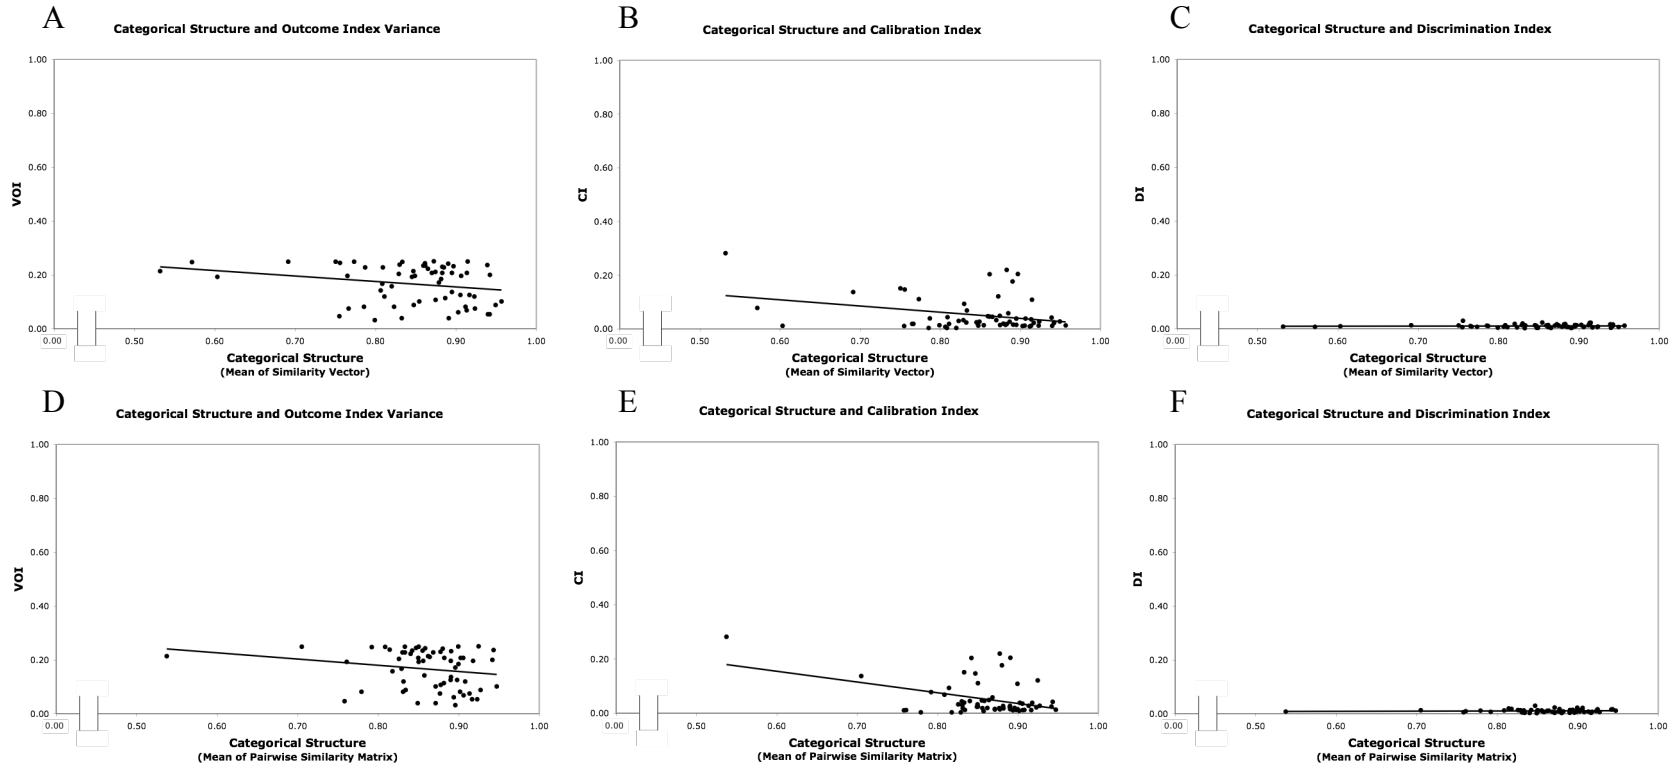 A
Categorical Structure and Outcome Index Variance
1.00
0.80
0.60
0.40
0.20
0.00
VOI
0.00 0.50 0.60 0.70 0.80 0.90 1.00
Categorical Structure
(Mean of Similarity Vector)
B
Categorical Structure and Calibration Index
1.00
0.80
0.60
0.40
0.20
0.00
CI
0.00 0.50 0.60 0.70 0.80 0.90 1.00
Categorical Structure
(Mean of Similarity Vector)
C
Categorical Structure and Discrimination Index
1.00
0.80
0.60
0.40
0.20
0.00
DI
0.00 0.50 0.60 0.70 0.80 0.90 1.00
Categorical Structure
(Mean of Similarity Vector)
D
Categorical Structure and Outcome Index Variance
1.00
0.80
0.60
0.40
0.20
0.00
VOI
0.00 0.50 0.60 0.70 0.80 0.90 1.00
Categorical Structure
(Mean of Pairwise Similarity Matrix)
E
Categorical Structure and Calibration Index
1.00
0.80
0.60
0.40
0.20
0.00
CI
0.00 0.50 0.60 0.70 0.80 0.90 1.00
Categorical Structure
(Mean of Pairwise Similarity Matrix)
F
Categorical Structure and Discrimination Index
1.00
0.80
0.60
0.40
0.20
0.00
DI
0.00 0.50 0.60 0.70 0.80 0.90 1.00
Categorical Structure
(Mean of Pairwise Similarity Matrix)